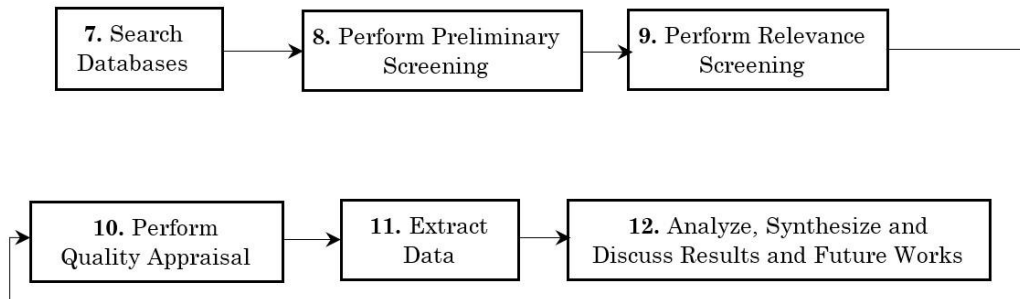 7. Search
Databases
8. Perform Preliminary
Screening
9. Perform Relevance
Screening
10. Perform
Quality Appraisal
11. Extract
Data
12. Analyze, Synthesize and
Discuss Results and Future Works